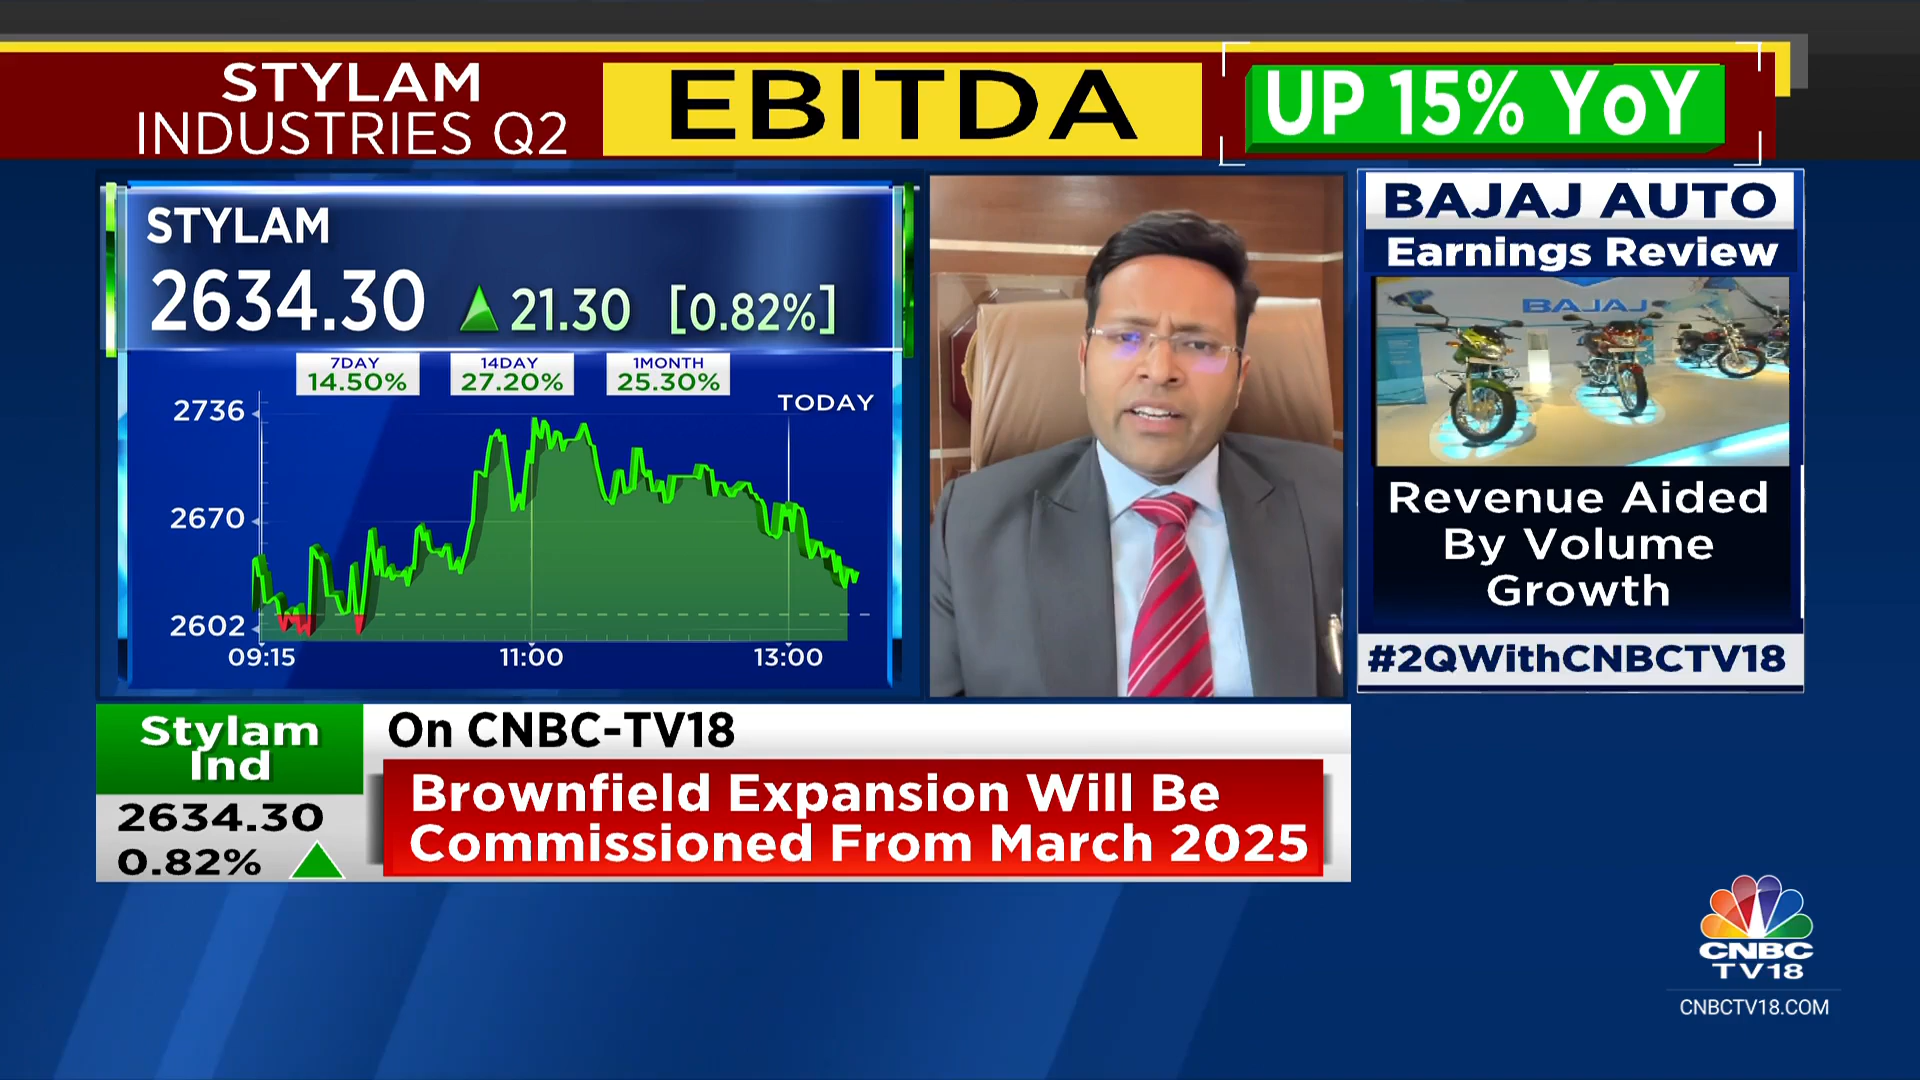 STYLAM
INDUSTRIES Q2
EBITDA
UP 15% YoY
STYLAM
2634.30 21.30 [0.82%]
7DAY
14.50%
14DAY
27.20%
1MONTH
25.30%
TODAY
2736
2670
2602
09:15 11:00 13:00
BAJAJ AUTO
Earnings Review
BAJAJ
Revenue Aided
By Volume
Growth
#2QWithCNBCTV18
Stylam
Ind
2634.30
0.82%
On CNBC-TV18
Brownfield Expansion Will Be
Commissioned From March 2025
CNBC
TV18
CNBCTV18.COM